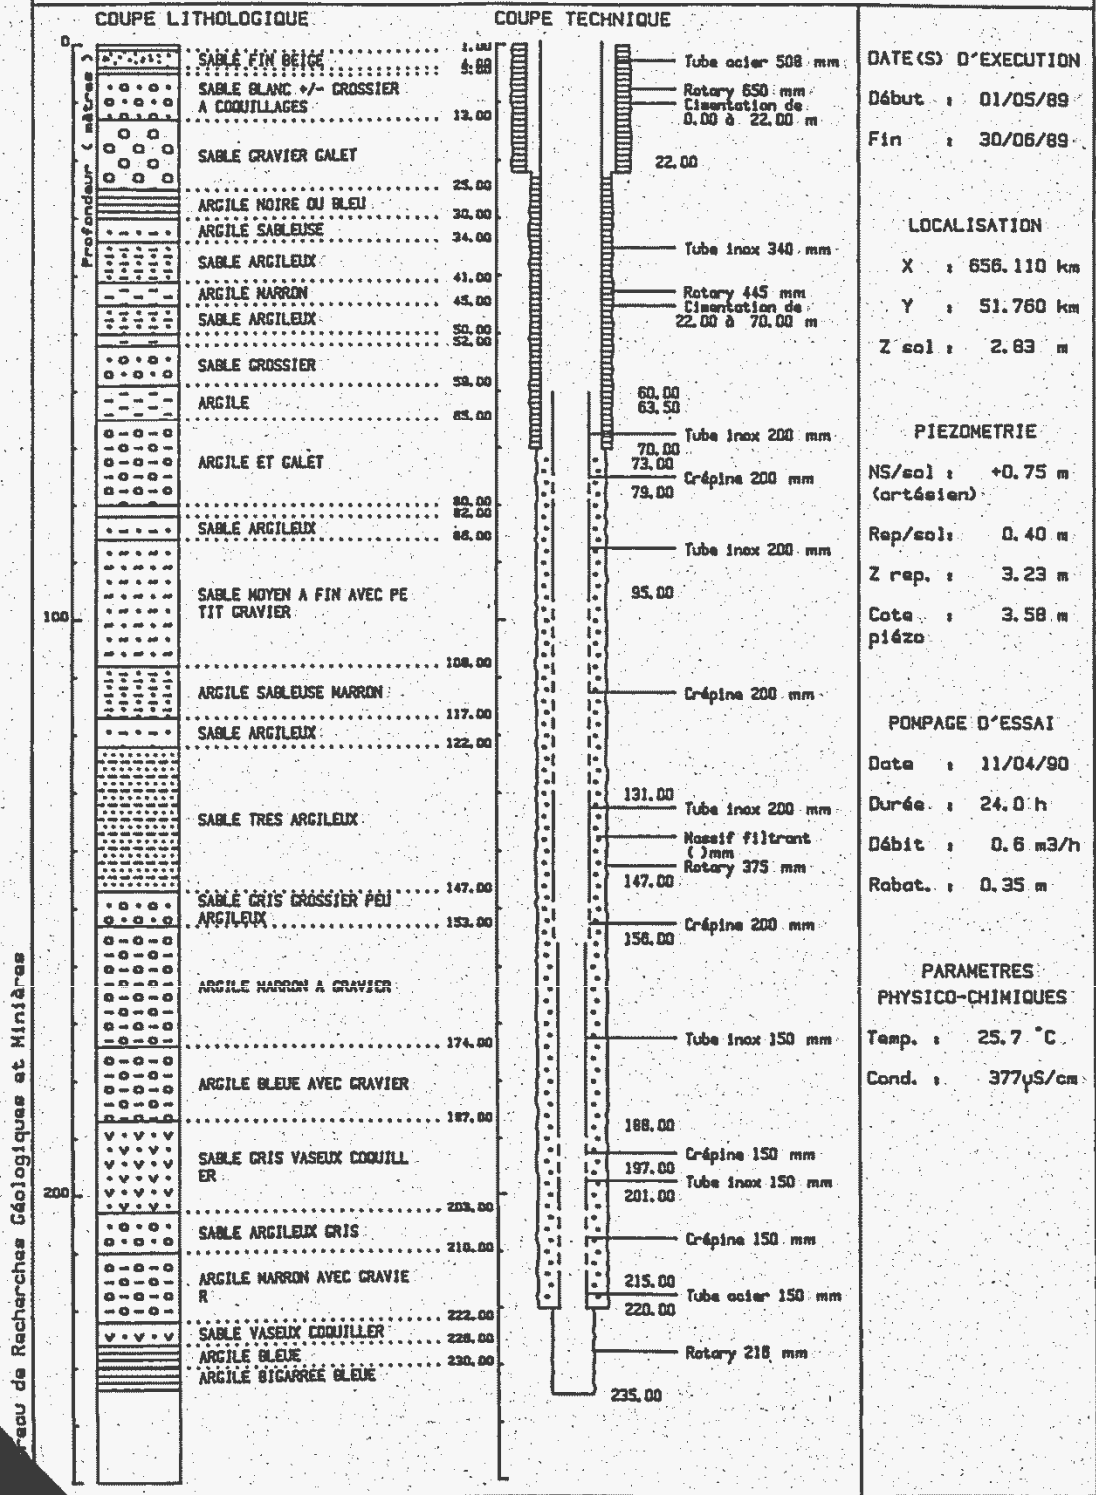 COUPE LITHOLOGIQUE
COUPE TECHNIQUE
Profondeur ( mètres )
0
100
200
1.00
SABLE FIN BEIGE
4.00
5.00
SABLE BLANC +/- GROSSIER
A COQUILLAGES
13.00
SABLE GRAVIER GALET
25.00
ARGILE NOIRE OU BLEU
30.00
ARGILE SABLEUSE
34.00
SABLE ARGILEUX
41.00
ARGILE MARRON
45.00
SABLE ARGILEUX
50.00
52.00
SABLE GROSSIER
59.00
ARGILE
65.00
ARGILE ET GALET
80.00
82.00
SABLE ARGILEUX
86.00
SABLE MOYEN A FIN AVEC PE
TIT GRAVIER
108.00
ARGILE SABLEUSE MARRON
117.00
SABLE ARGILEUX
122.00
SABLE TRES ARGILEUX
147.00
SABLE GRIS GROSSIER PEU
ARGILEUX
153.00
ARGILE MARRON A GRAVIER
174.00
ARGILE BLEUE AVEC GRAVIER
187.00
SABLE GRIS VASEUX COQUILL
ER
203.00
SABLE ARGILEUX GRIS
210.00
ARGILE MARRON AVEC GRAVIE
R
222.00
SABLE VASEUX COQUILLER
226.00
ARGILE BLEUE
230.00
ARGILE BIGARREE BLEUE
Tube acier 508 mm
Rotary 650 mm
Cimentation de
0.00 à 22.00 m
22.00
Tube inox 340 mm
Rotary 445 mm
Cimentation de
22.00 à 70.00 m
60.00
63.50
Tube inox 200 mm
70.00
73.00
Crépine 200 mm
79.00
Tube inox 200 mm
95.00
Crépine 200 mm
131.00
Tube inox 200 mm
Massif filtrant
( )mm
Rotary 375 mm
147.00
Crépine 200 mm
156.00
Tube inox 150 mm
188.00
Crépine 150 mm
197.00
Tube inox 150 mm
201.00
Crépine 150 mm
215.00
Tube acier 150 mm
220.00
Rotary 216 mm
235.00
DATE(S) D'EXECUTION
Début : 01/05/89
Fin : 30/06/89
LOCALISATION
X : 656.110 km
Y : 51.760 km
Z sol : 2.83 m
PIEZOMETRIE
NS/sol : +0.75 m
(artésien)
Rep/sol: 0.40 m
Z rep. : 3.23 m
Cote : 3.58 m
piézo
POMPAGE D'ESSAI
Date : 11/04/90
Durée : 24.0 h
Débit : 0.6 m3/h
Rabat. : 0.35 m
PARAMETRES
PHYSICO-CHIMIQUES
Temp. : 25.7 °C
Cond. : 377µS/cm
reau de Recherches Géologiques et Minières